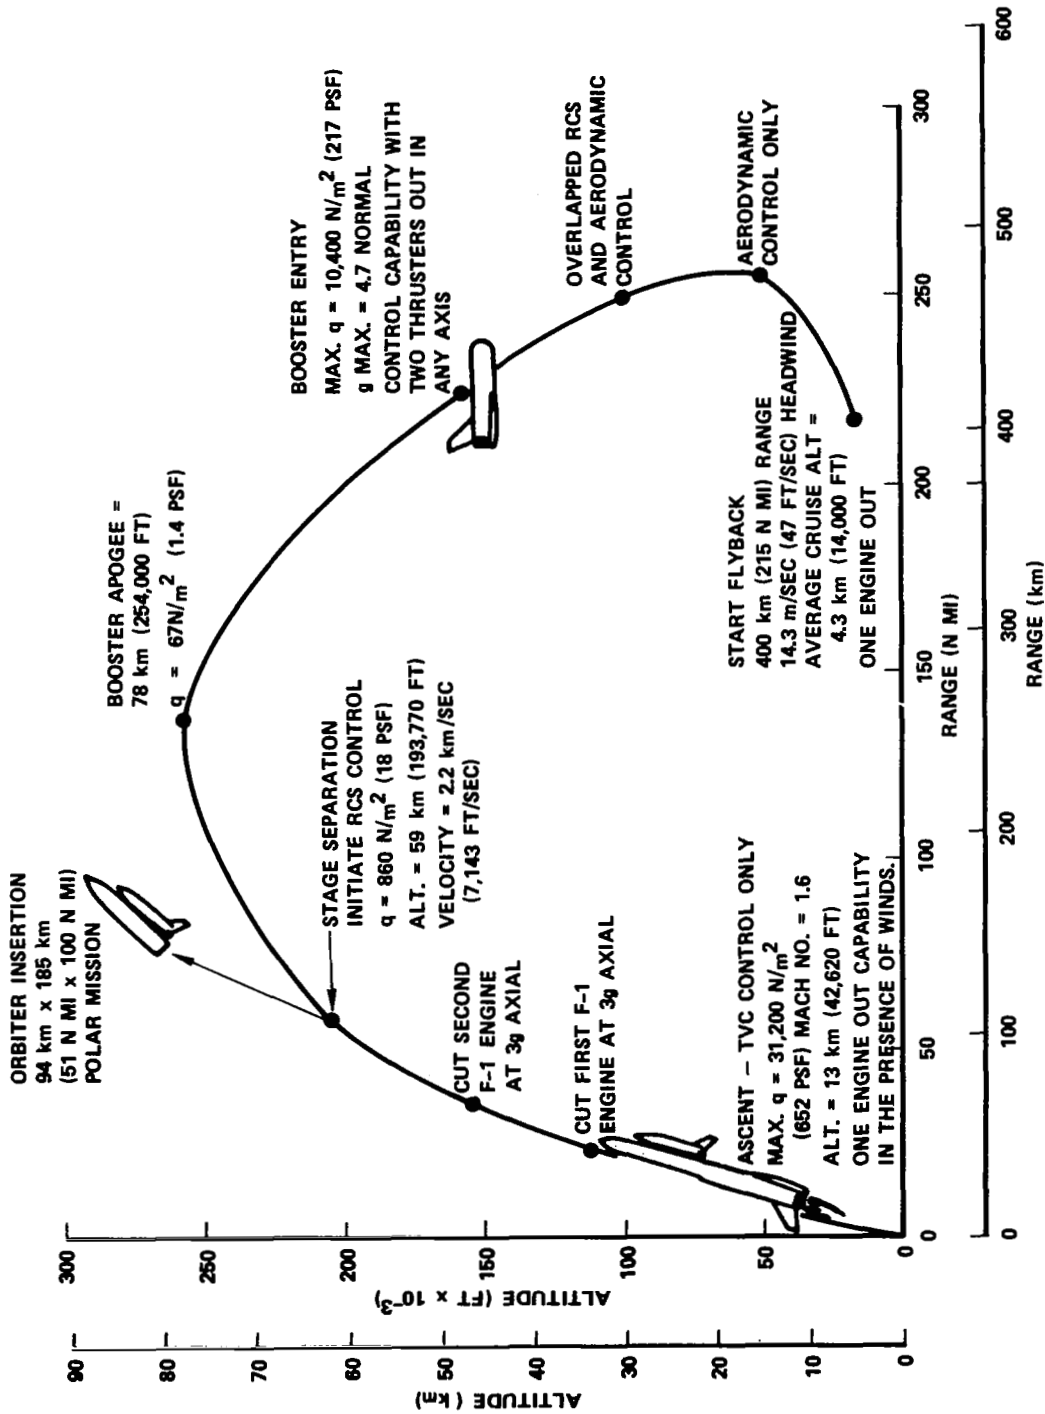 ORBITER INSERTION
94 km x 185 km
(51 N MI x 100 N MI)
POLAR MISSION
BOOSTER APOGEE =
78 km (254,000 FT)
q = 67N/m2 (1.4 PSF)
BOOSTER ENTRY
MAX. q = 10,400 N/m2 (217 PSF)
g MAX. = 4.7 NORMAL
CONTROL CAPABILITY WITH
TWO THRUSTERS OUT IN
ANY AXIS
STAGE SEPARATION
INITIATE RCS CONTROL
q = 860 N/m2 (18 PSF)
ALT. = 59 km (193,770 FT)
VELOCITY = 2.2 km/SEC
(7,143 FT/SEC)
CUT SECOND
F-1 ENGINE
AT 3g AXIAL
CUT FIRST F-1
ENGINE AT 3g AXIAL
OVERLAPPED RCS
AND AERODYNAMIC
CONTROL
AERODYNAMIC
CONTROL ONLY
START FLYBACK
400 km (215 N MI) RANGE
14.3 m/SEC (47 FT/SEC) HEADWIND
AVERAGE CRUISE ALT =
4.3 km (14,000 FT)
ONE ENGINE OUT
ASCENT – TVC CONTROL ONLY
MAX. q = 31,200 N/m2
(652 PSF) MACH NO. = 1.6
ALT. = 13 km (42,620 FT)
ONE ENGINE OUT CAPABILITY
IN THE PRESENCE OF WINDS.
90
80
70
60
50
40
30
20
10
0
ALTITUDE (km)
300
250
200
150
100
50
0
ALTITUDE (FT x 10-3)
0
50
100
150
200
250
300
RANGE (N MI)
0
100
200
300
400
500
600
RANGE (km)